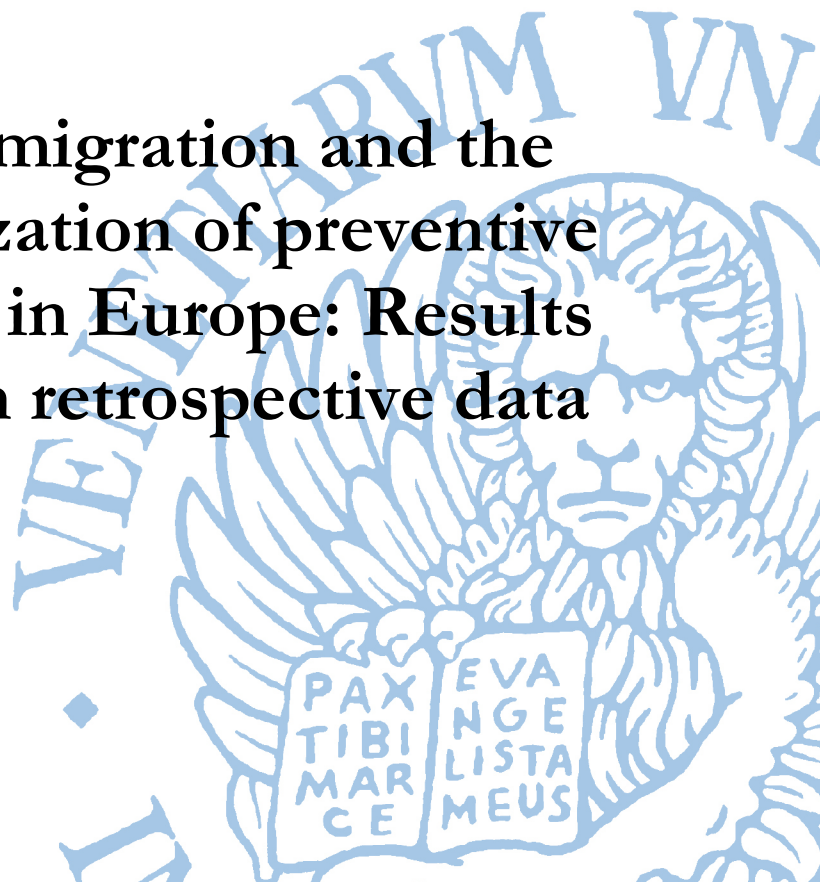 VENETIARVM VNI
migration and the
zation of preventive
in Europe: Results
n retrospective data
PAX
TIBI
MAR
CE
EVA
NGE
LISTA
MEUS